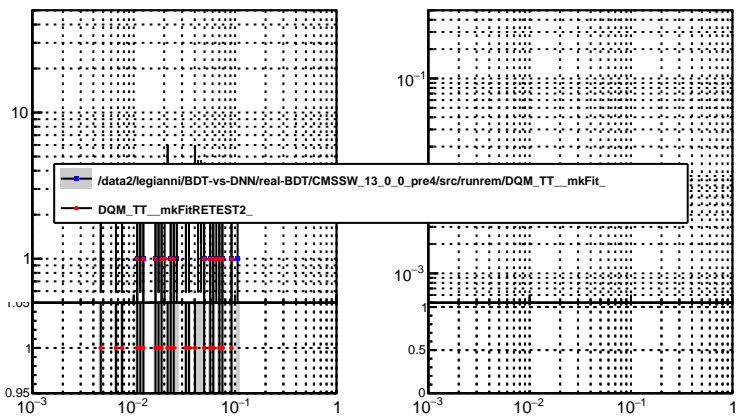 10
10⁻¹
/data2/legianni/BDT-vs-DNN/real-BDT/CMSSW_13_0_0_pre4/src/runrem/DQM_TT__mkFit_
DQM_TT__mkFitRETEST2_
1
10⁻³
1.05
1
1
0.5
0.95
0
10⁻³ 10⁻² 10⁻¹ 1
10⁻³ 10⁻² 10⁻¹ 1